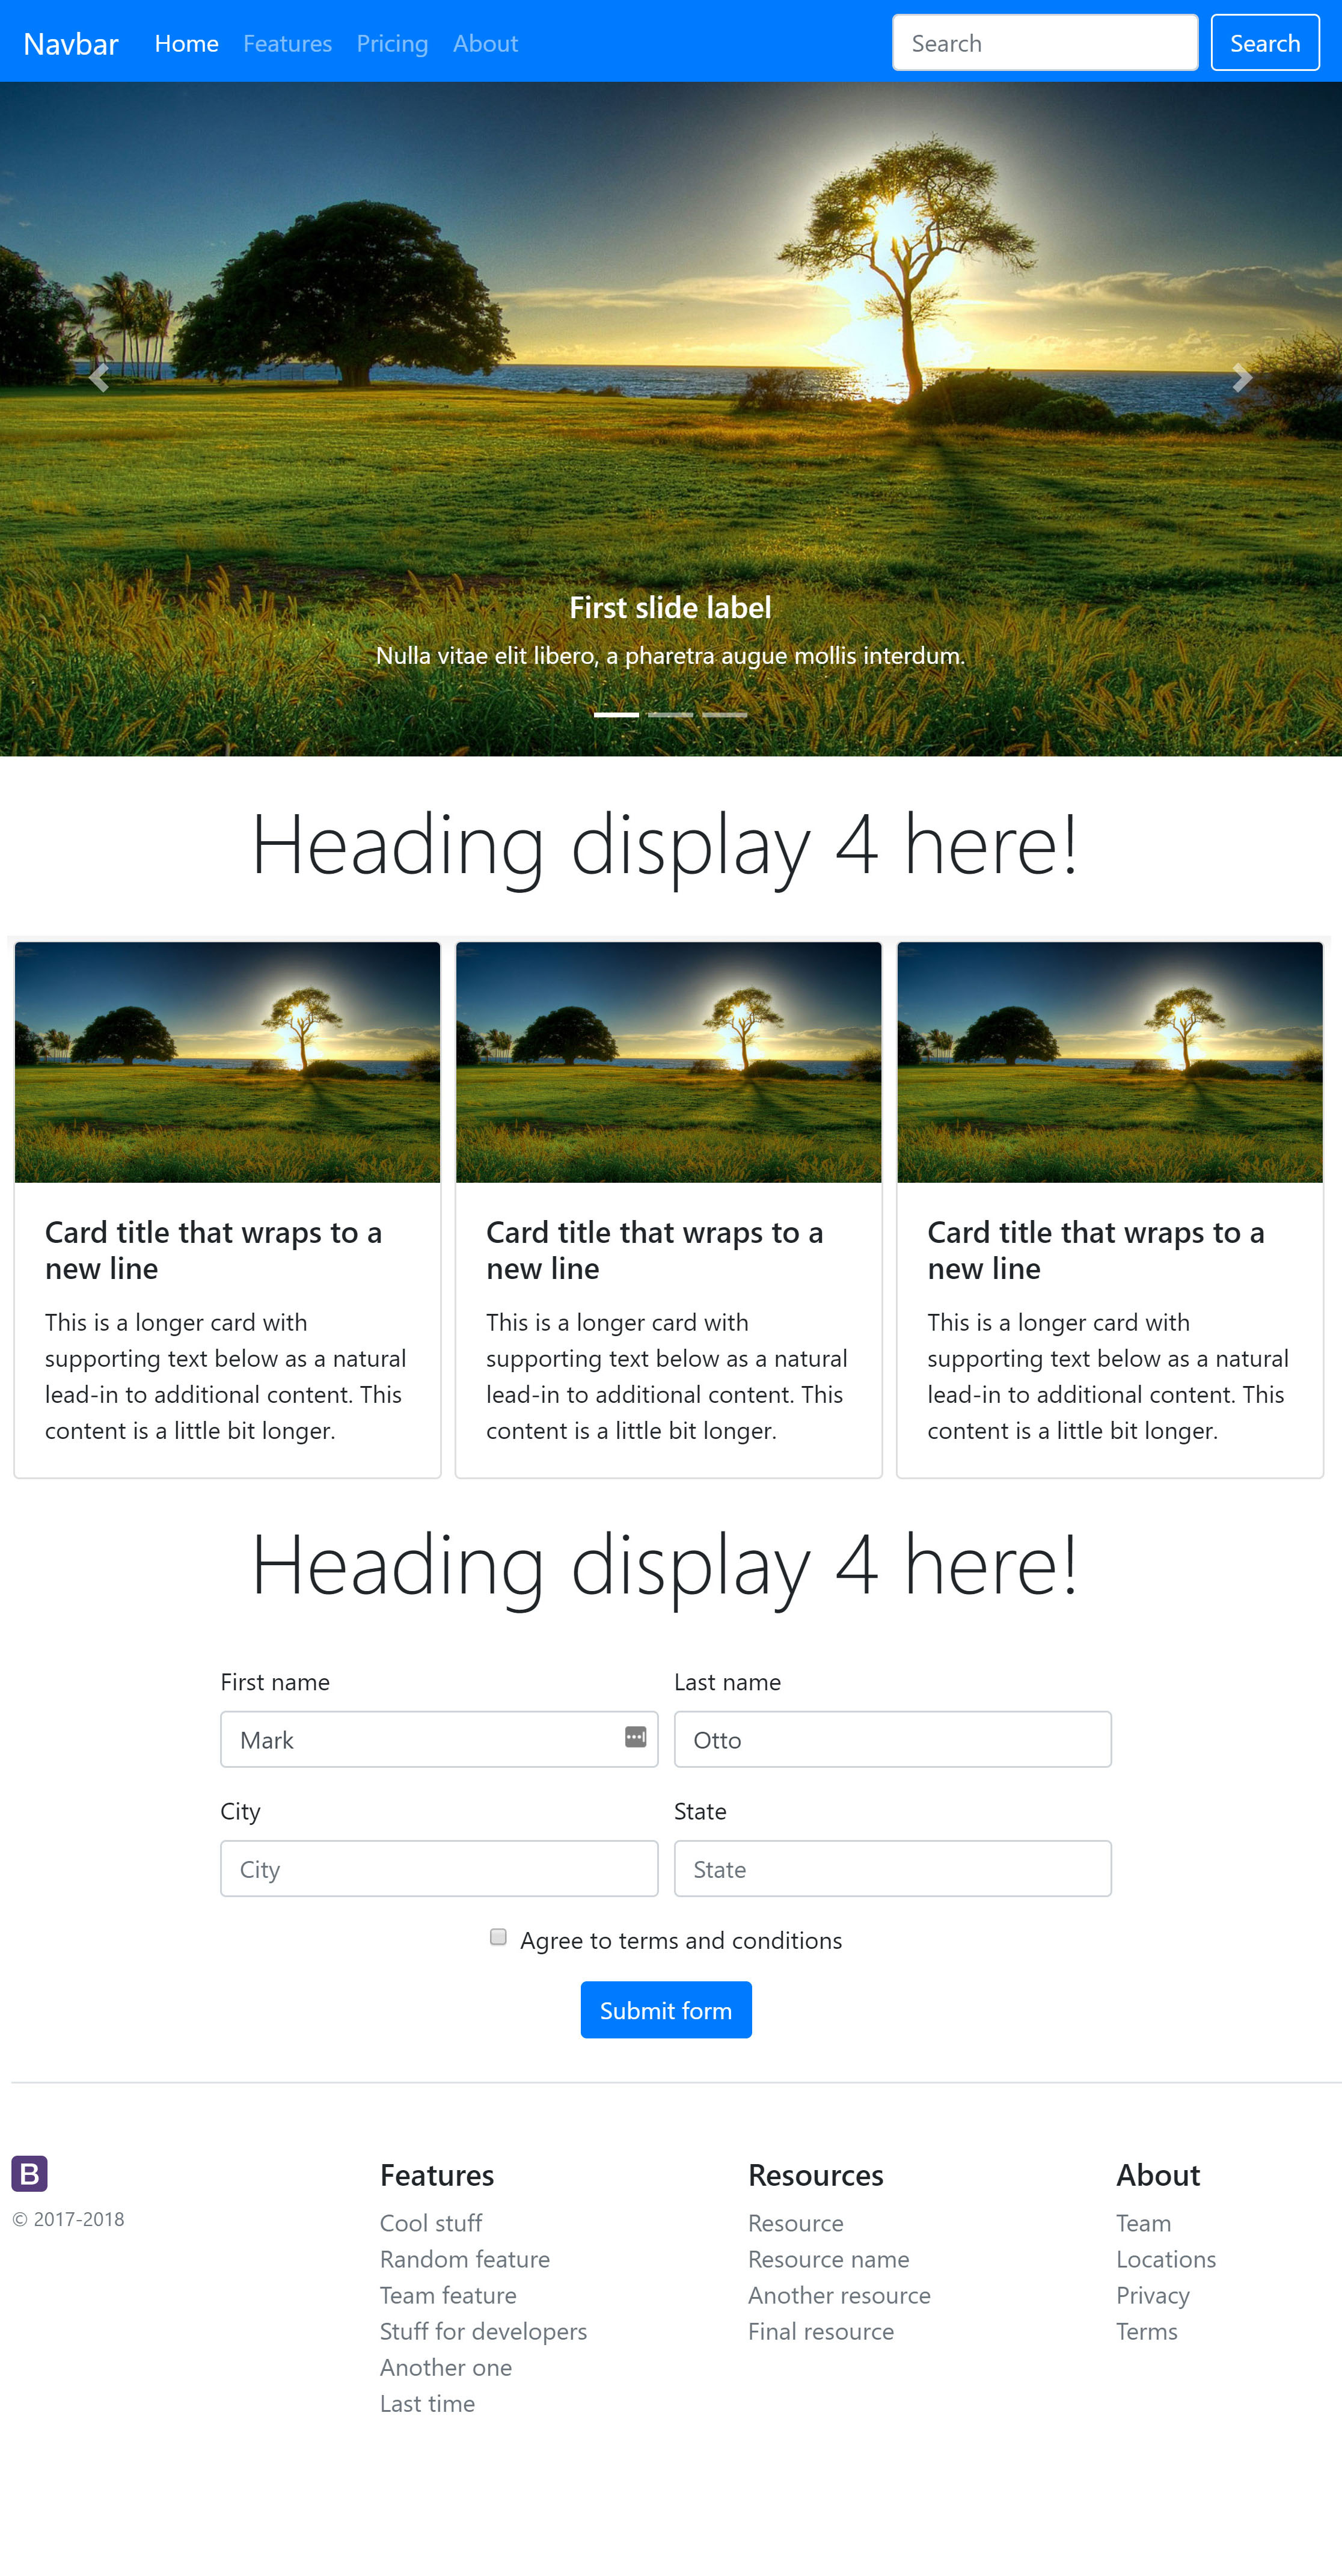 Navbar Home Features Pricing About Search Search
First slide label
Nulla vitae elit libero, a pharetra augue mollis interdum.
Heading display 4 here!
Card title that wraps to a
new line
This is a longer card with
supporting text below as a natural
lead-in to additional content. This
content is a little bit longer.
Card title that wraps to a
new line
This is a longer card with
supporting text below as a natural
lead-in to additional content. This
content is a little bit longer.
Card title that wraps to a
new line
This is a longer card with
supporting text below as a natural
lead-in to additional content. This
content is a little bit longer.
Heading display 4 here!
First name
Mark
Last name
Otto
City
City
State
State
Agree to terms and conditions
Submit form
B
© 2017-2018
Features
Cool stuff
Random feature
Team feature
Stuff for developers
Another one
Last time
Resources
Resource
Resource name
Another resource
Final resource
About
Team
Locations
Privacy
Terms